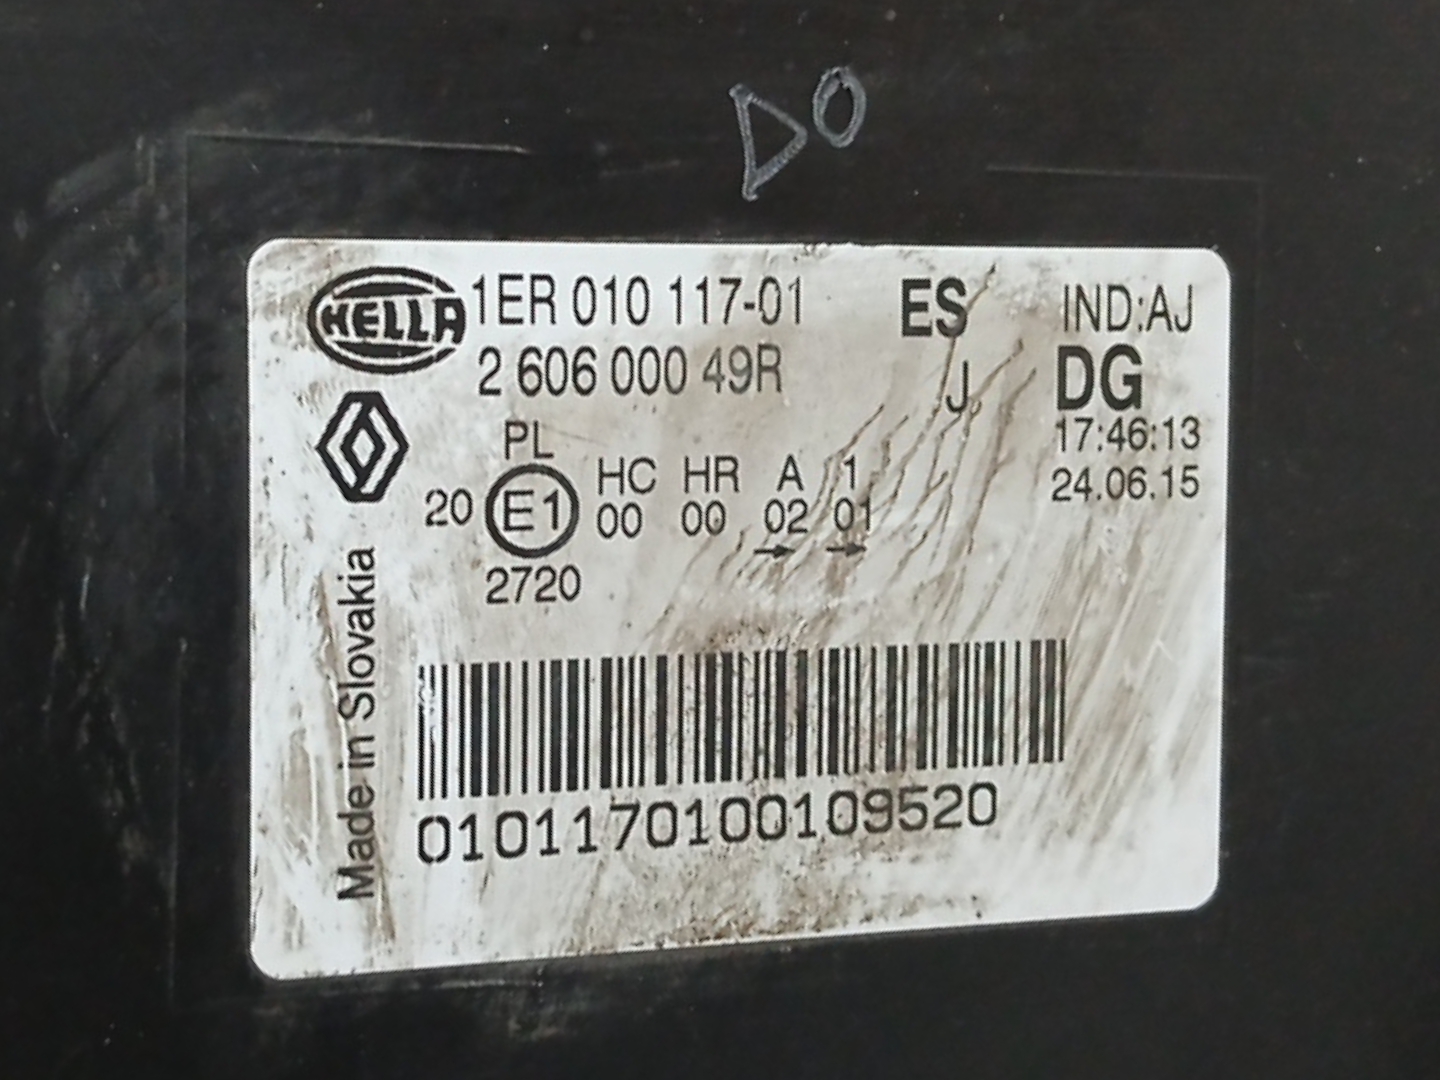 DO
HELLA 1ER 010 117-01 ES IND:AJ
2 606 000 49R J DG
PL 17:46:13
HC HR A 1 24.06.15
20 E1 00 00 02 01
→ →
2720
Made in Slovakia
0101170100109520